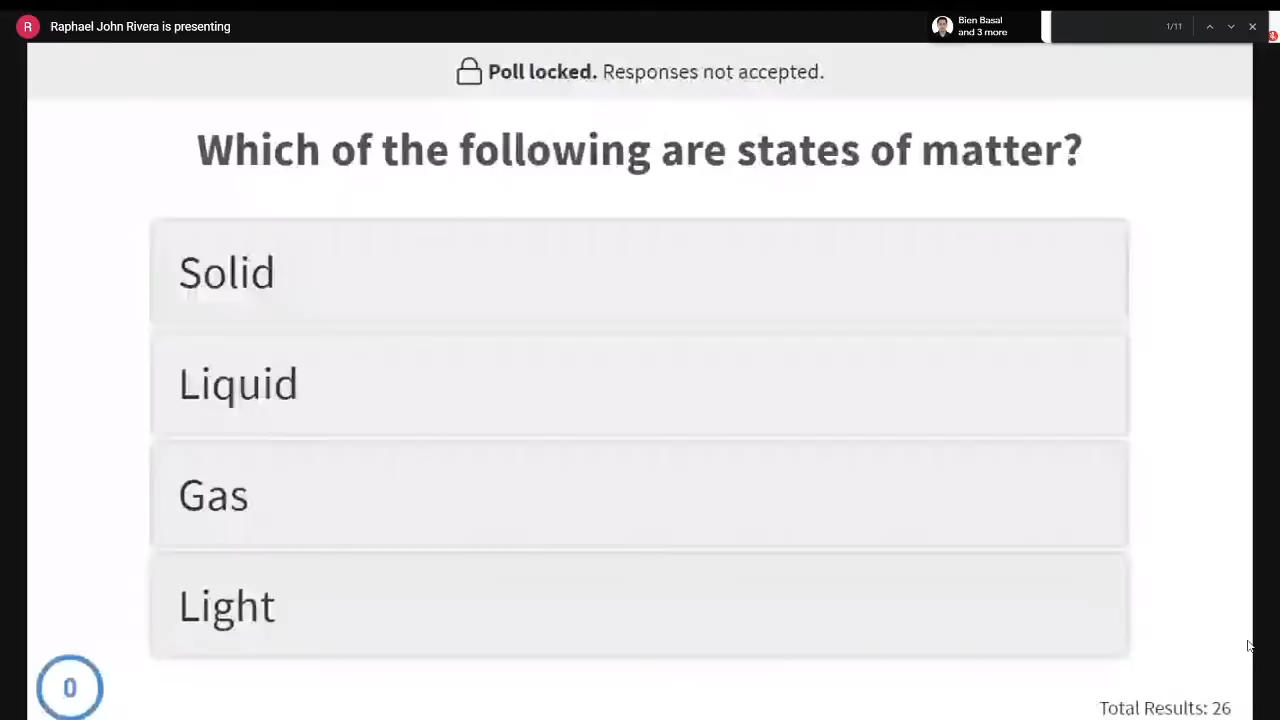 R Raphael John Rivera is presenting
Bien Basal
and 3 more
1/11
Poll locked. Responses not accepted.
Which of the following are states of matter?
Solid
Liquid
Gas
Light
0
Total Results: 26